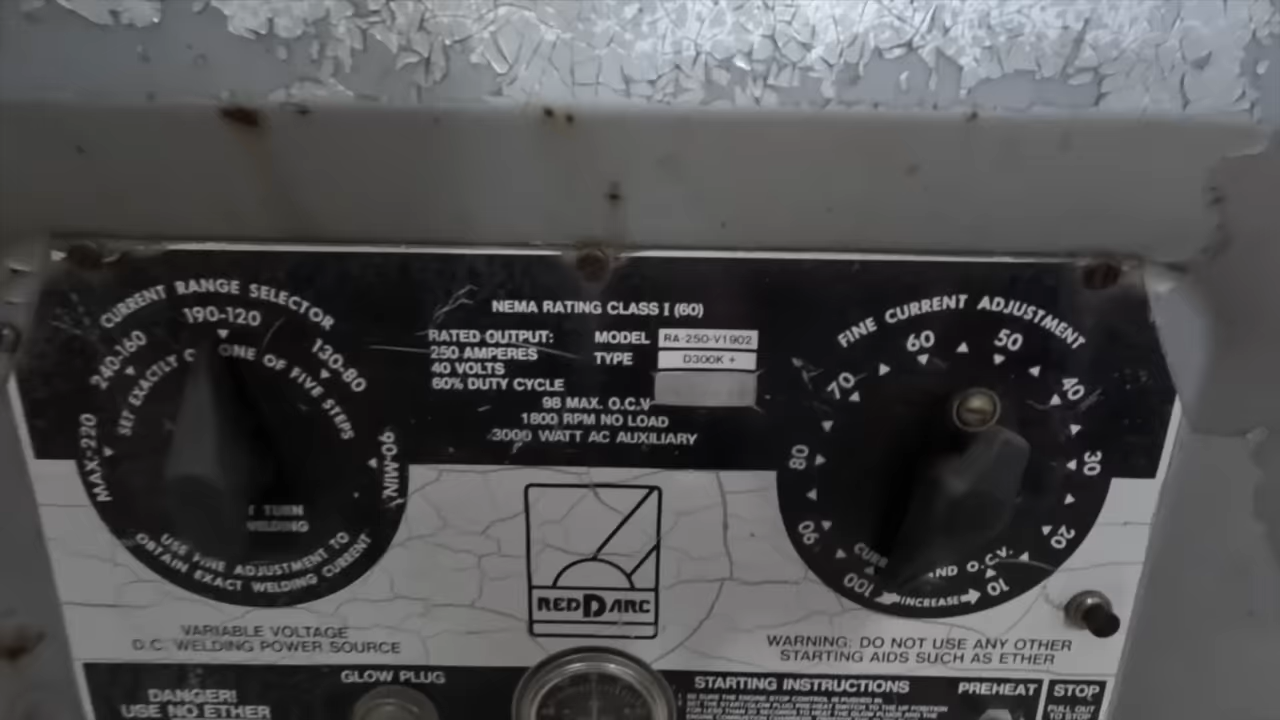 CURRENT RANGE SELECTOR
190-120
240-160
130-80
MAX-220
90-MIN.
SET EXACTLY ONE OF FIVE STEPS
TURN
WELDING
USE FINE ADJUSTMENT TO
OBTAIN EXACT WELDING CURRENT
VARIABLE VOLTAGE
D.C. WELDING POWER SOURCE
NEMA RATING CLASS I (60)
RATED OUTPUT:
250 AMPERES
40 VOLTS
60% DUTY CYCLE
MODEL RA-250-V1902
TYPE D300K +
98 MAX. O.C.V
1800 RPM NO LOAD
3000 WATT AC AUXILIARY
RED D ARC
FINE CURRENT ADJUSTMENT
60 50
70 40
80 30
90 20
100 10
AND O.C.V.
INCREASE
WARNING: DO NOT USE ANY OTHER
STARTING AIDS SUCH AS ETHER
GLOW PLUG
DANGER!
USE NO ETHER
STARTING INSTRUCTIONS
PREHEAT
STOP
PULL OUT
TO STOP